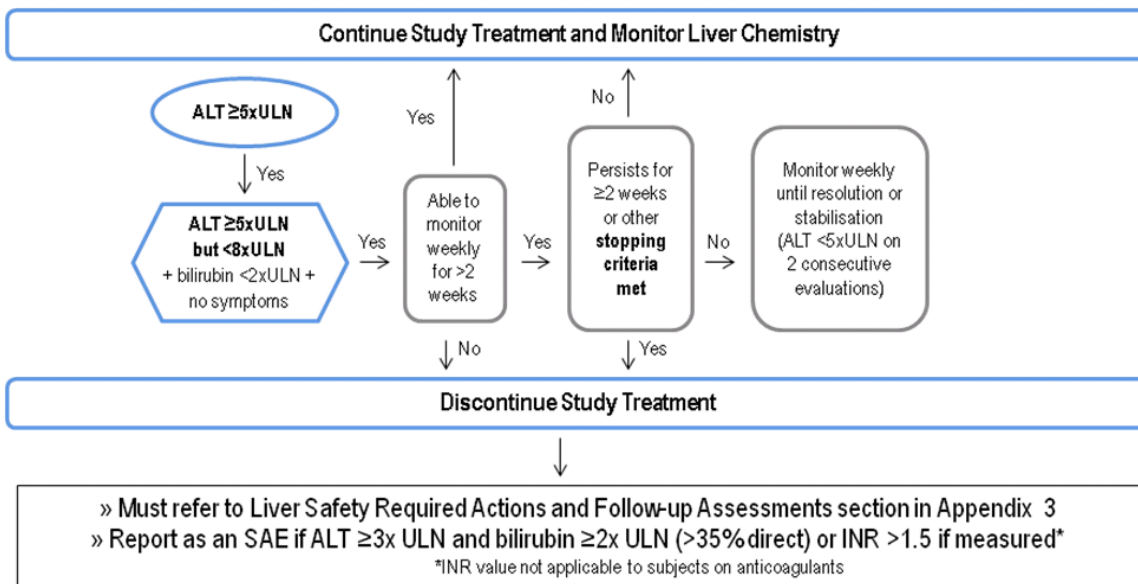 Continue Study Treatment and Monitor Liver Chemistry
ALT ≥5xULN
Yes
ALT ≥5xULN
but <8xULN
+ bilirubin <2xULN +
no symptoms
Yes
Yes
Able to
monitor
weekly
for >2
weeks
No
Yes
No
Persists for
≥2 weeks
or other
stopping
criteria
met
Yes
No
Monitor weekly
until resolution or
stabilisation
(ALT <5xULN on
2 consecutive
evaluations)
Discontinue Study Treatment
» Must refer to Liver Safety Required Actions and Follow-up Assessments section in Appendix 3
» Report as an SAE if ALT ≥3x ULN and bilirubin ≥2x ULN (>35% direct) or INR >1.5 if measured*
*INR value not applicable to subjects on anticoagulants